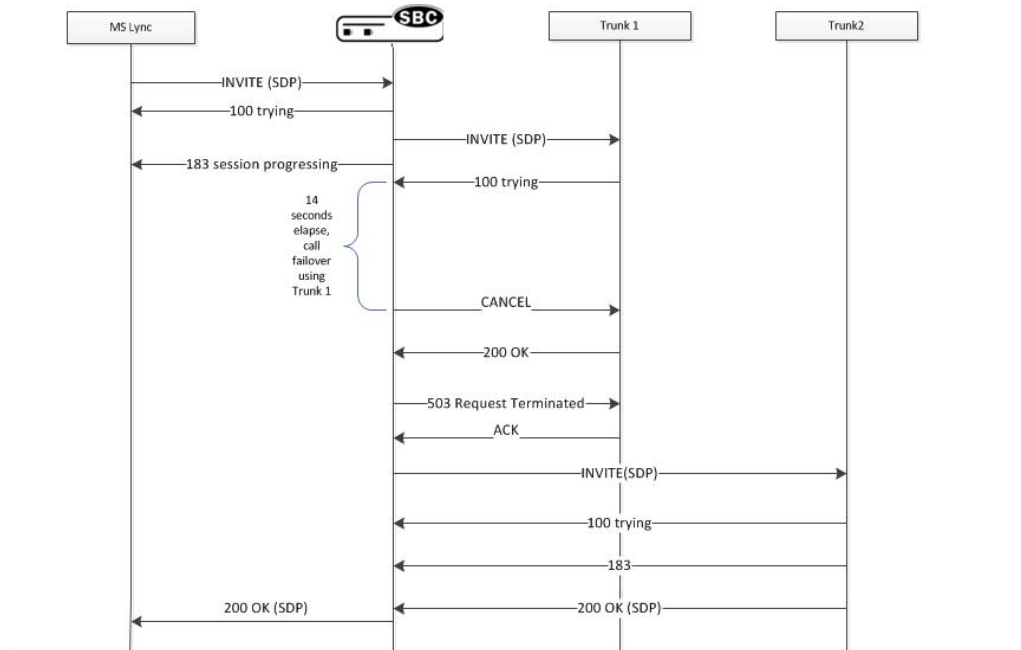 MS Lync
SBC
Trunk 1
Trunk2
INVITE (SDP)
100 trying
INVITE (SDP)
183 session progressing
100 trying
14
seconds
elapse,
call
failover
using
Trunk 1
CANCEL
200 OK
503 Request Terminated
ACK
INVITE(SDP)
100 trying
183
200 OK (SDP)
200 OK (SDP)